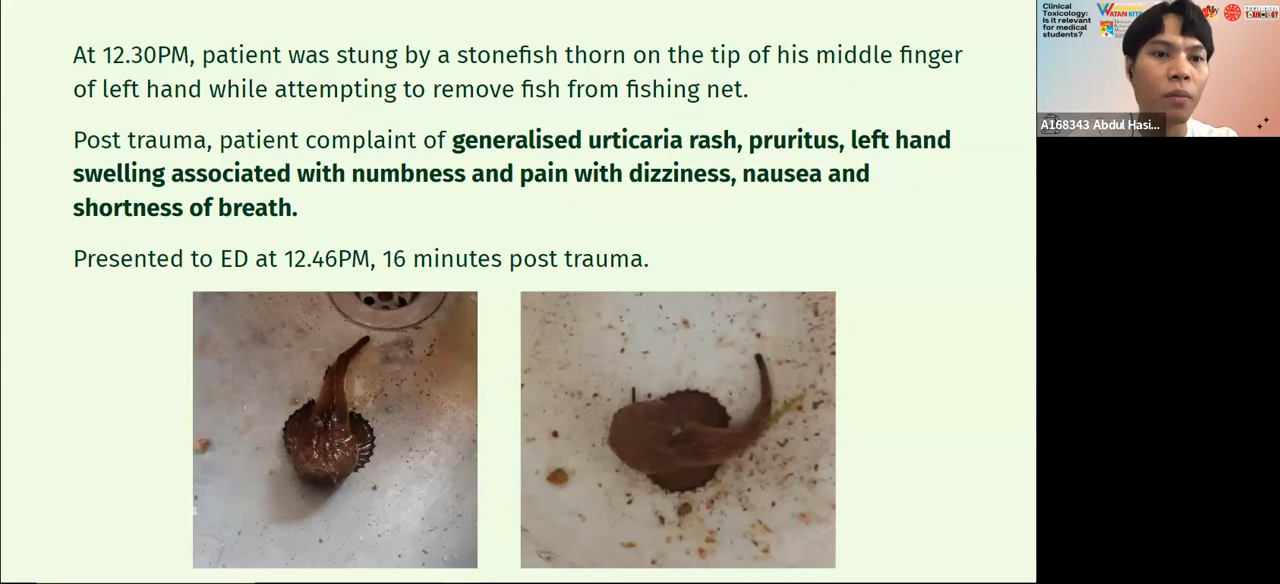 At 12.30PM, patient was stung by a stonefish thorn on the tip of his middle finger
of left hand while attempting to remove fish from fishing net.
Post trauma, patient complaint of generalised urticaria rash, pruritus, left hand
swelling associated with numbness and pain with dizziness, nausea and
shortness of breath.
Presented to ED at 12.46PM, 16 minutes post trauma.
Clinical
Toxicology:
Is it relevant
for medical
students?
A168343 Abdul Hasi...